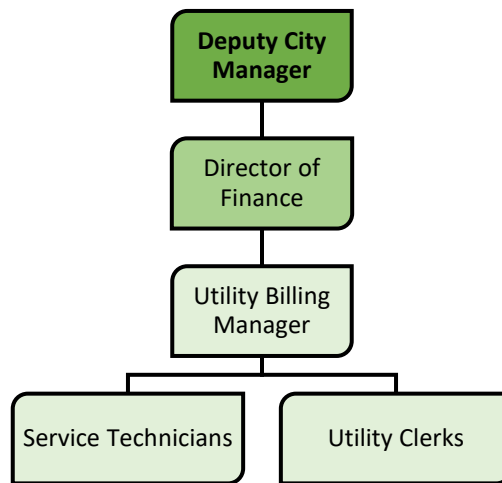 Deputy City
Manager
Director of
Finance
Utility Billing
Manager
Service Technicians
Utility Clerks